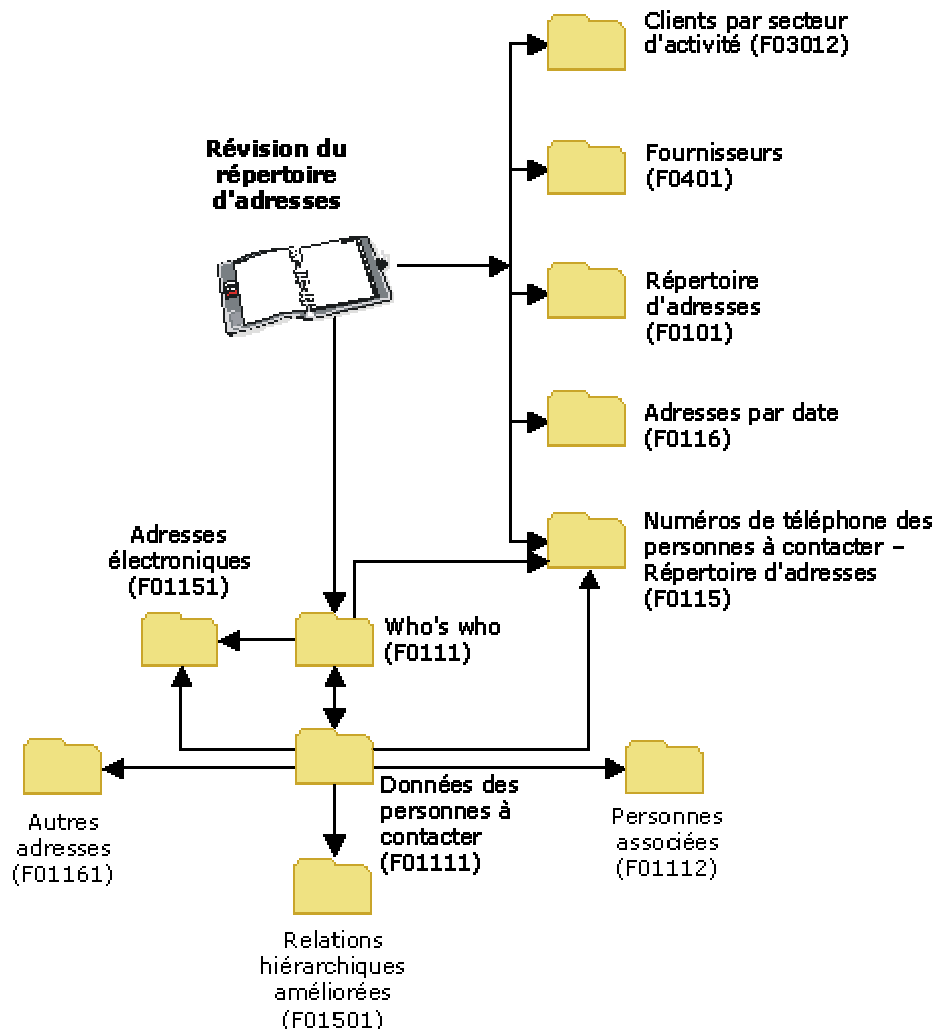 Clients par secteur
d'activité (F03012)
Révision du
répertoire
d'adresses
Fournisseurs
(F0401)
Répertoire
d'adresses
(F0101)
Adresses par date
(F0116)
Numéros de téléphone des
personnes à contacter –
Répertoire d'adresses
(F0115)
Adresses
électroniques
(F01151)
Who's who
(F0111)
Données des
personnes à
contacter
(F01111)
Autres
adresses
(F01161)
Personnes
associées
(F01112)
Relations
hiérarchiques
améliorées
(F01501)